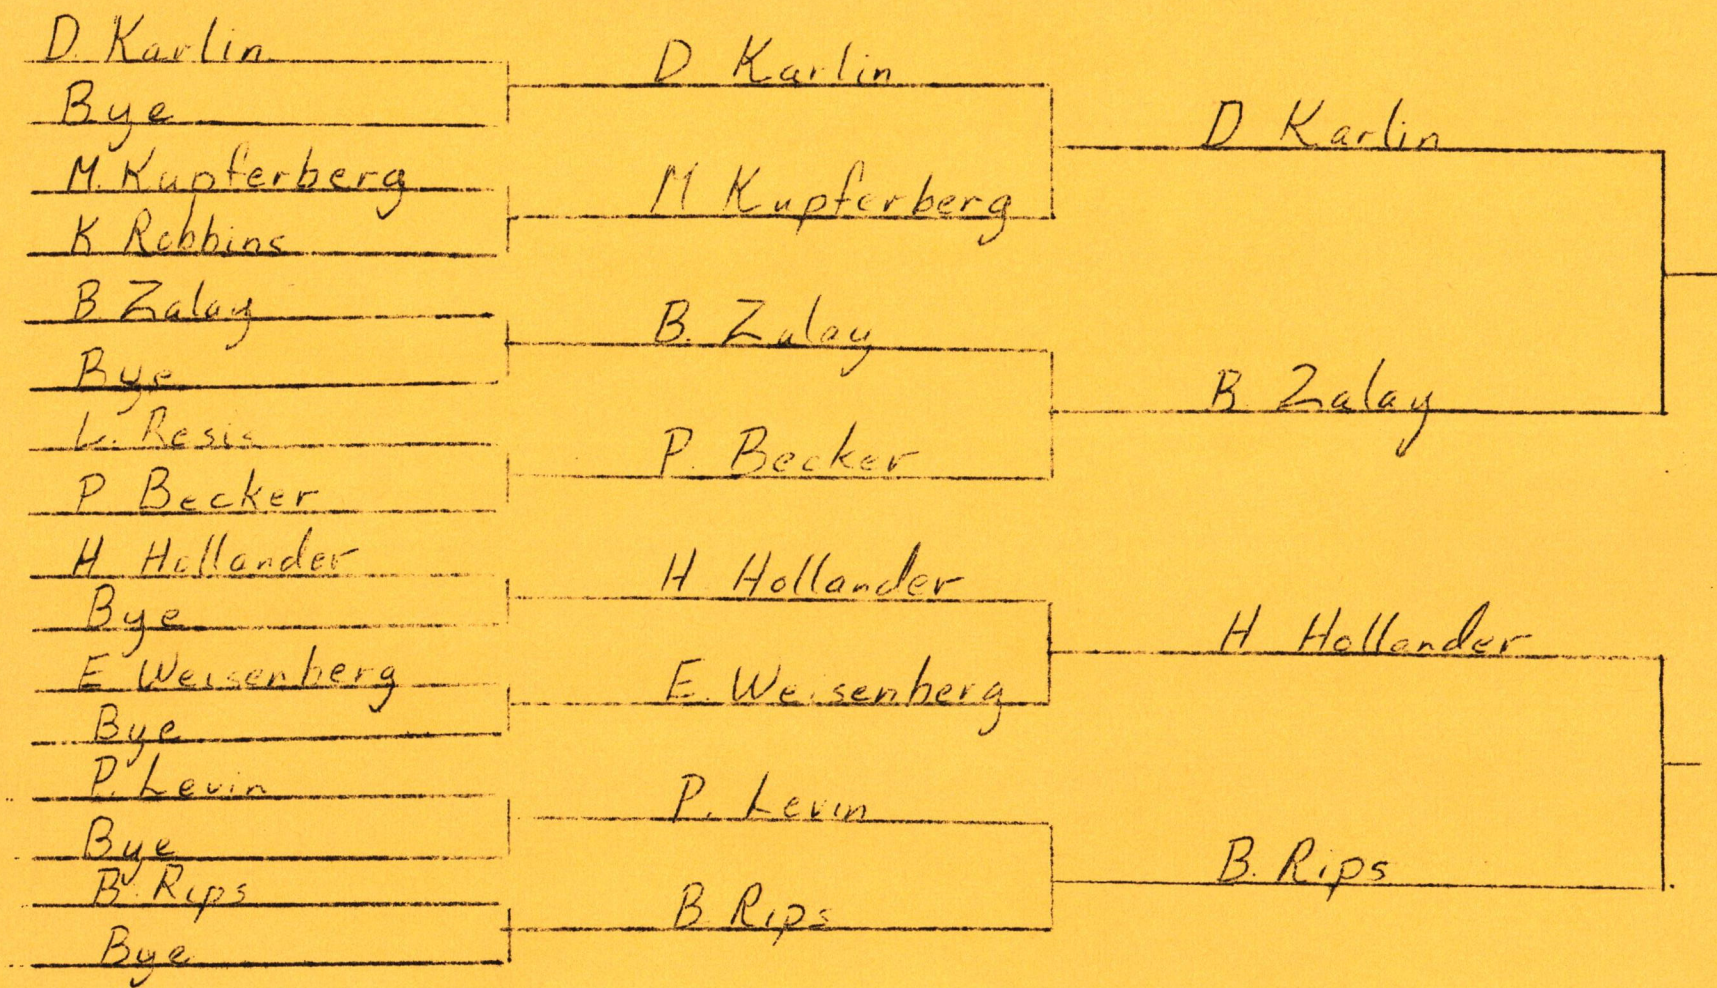 D. Karlin
Bye
M. Kupferberg
K Robbins
B. Zalay
Bye
L. Resis
P Becker
H Hollander
Bye
E Weisenberg
Bye
P. Levin
Bye
B. Rips
Bye
D Karlin
M Kupferberg
B. Zalay
P. Becker
H. Hollander
E. Weisenberg
P. Levin
B. Rips
D Karlin
B. Zalay
H Hollander
B. Rips